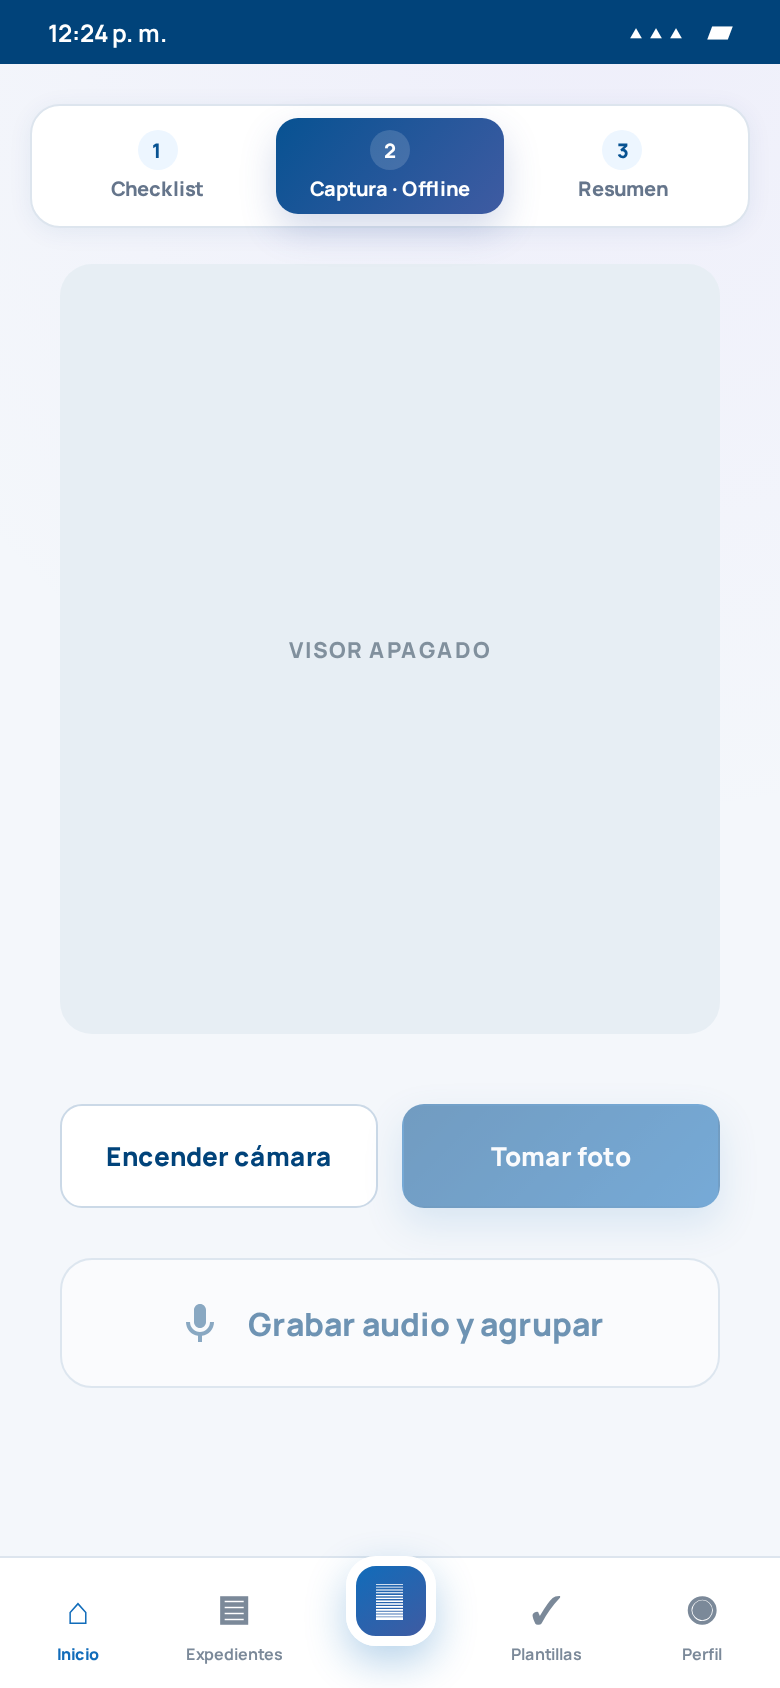 12:24 p. m.
1
Checklist
2
Captura · Offline
3
Resumen
VISOR APAGADO
Encender cámara
Tomar foto
Grabar audio y agrupar
Inicio
Expedientes
Plantillas
Perfil